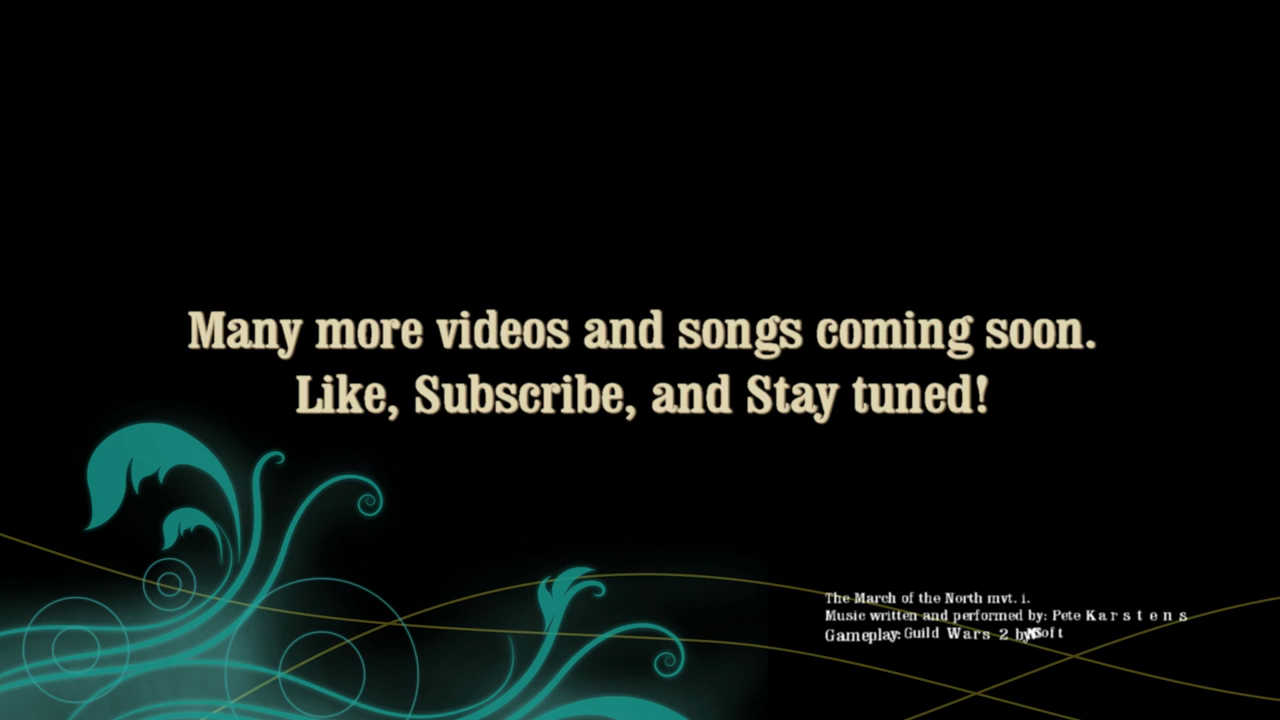 Many more videos and songs coming soon.
Like, Subscribe, and Stay tuned!
The March of the North mvt. i.
Music written and performed by: Pete Karstens
Gameplay: Guild Wars 2 by